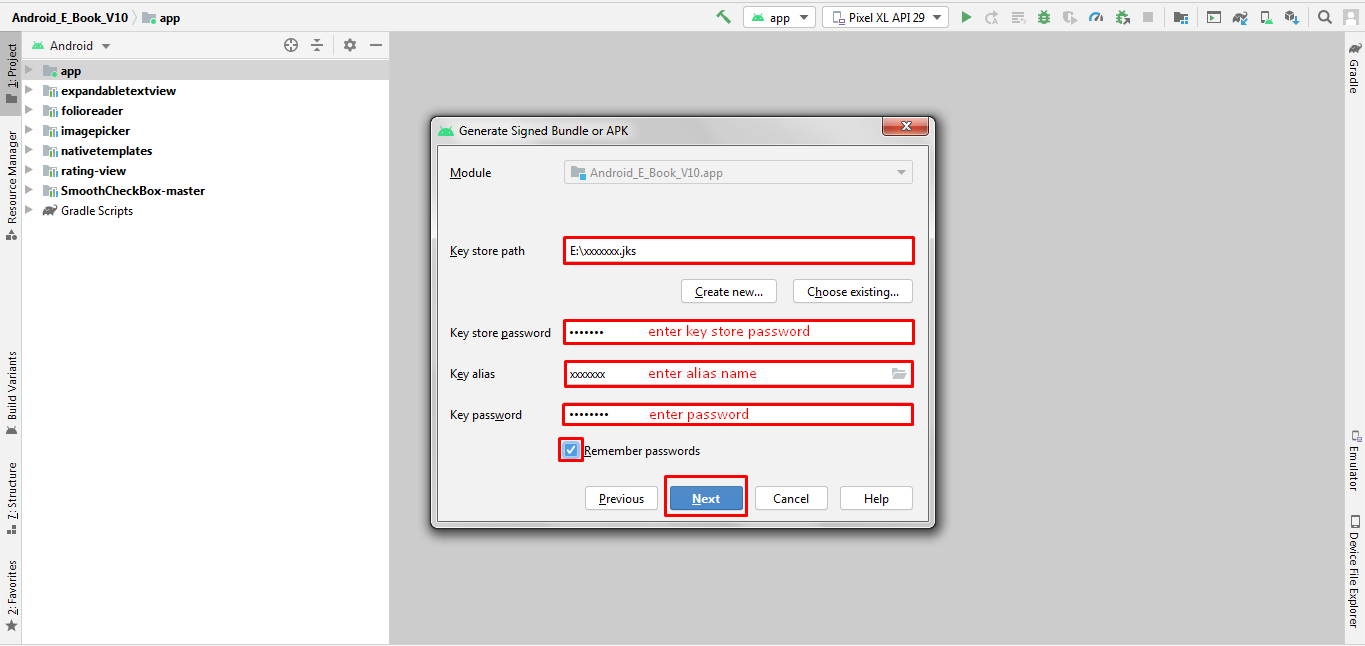 Android_E_Book_V10 app
app
Pixel XL API 29
1: Project
Resource Manager
Build Variants
7: Structure
2: Favorites
Android
app
expandabletextview
folioreader
imagepicker
nativetemplates
rating-view
SmoothCheckBox-master
Gradle Scripts
Generate Signed Bundle or APK
Module
Android_E_Book_V10.app
Key store path
E:\xxxxxxx.jks
Create new...
Choose existing...
Key store password
••••••• enter key store password
Key alias
xxxxxxx enter alias name
Key password
•••••••• enter password
Remember passwords
Previous
Next
Cancel
Help
Gradle
Emulator
Device File Explorer